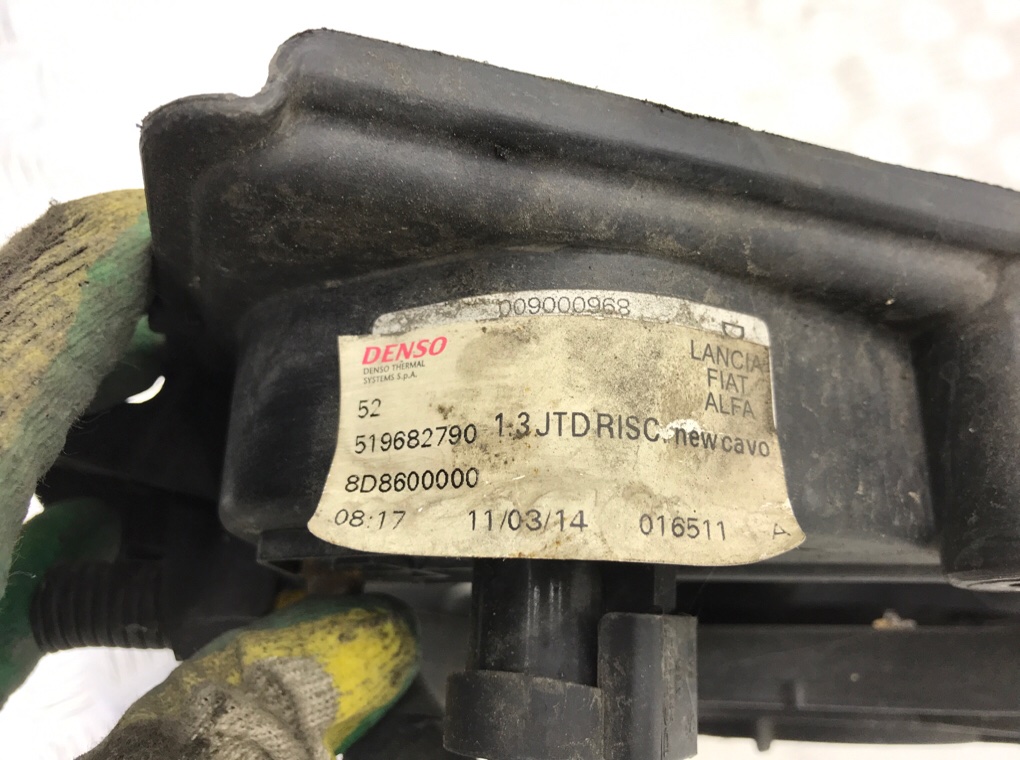 009000968
D
DENSO
DENSO THERMAL
SYSTEMS S.p.A.
LANCIA
FIAT
ALFA
52
519682790 1.3 JTD RISC. new cavo
8D8600000
08:17 11/03/14 016511 A